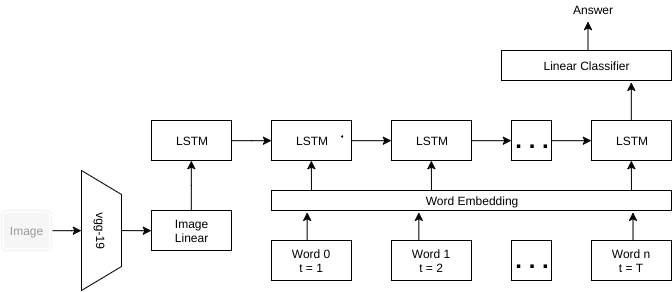 Answer
Linear Classifier
LSTM
LSTM
LSTM
...
LSTM
Word Embedding
Image
vgg-19
Image
Linear
Word 0
t = 1
Word 1
t = 2
...
Word n
t = T